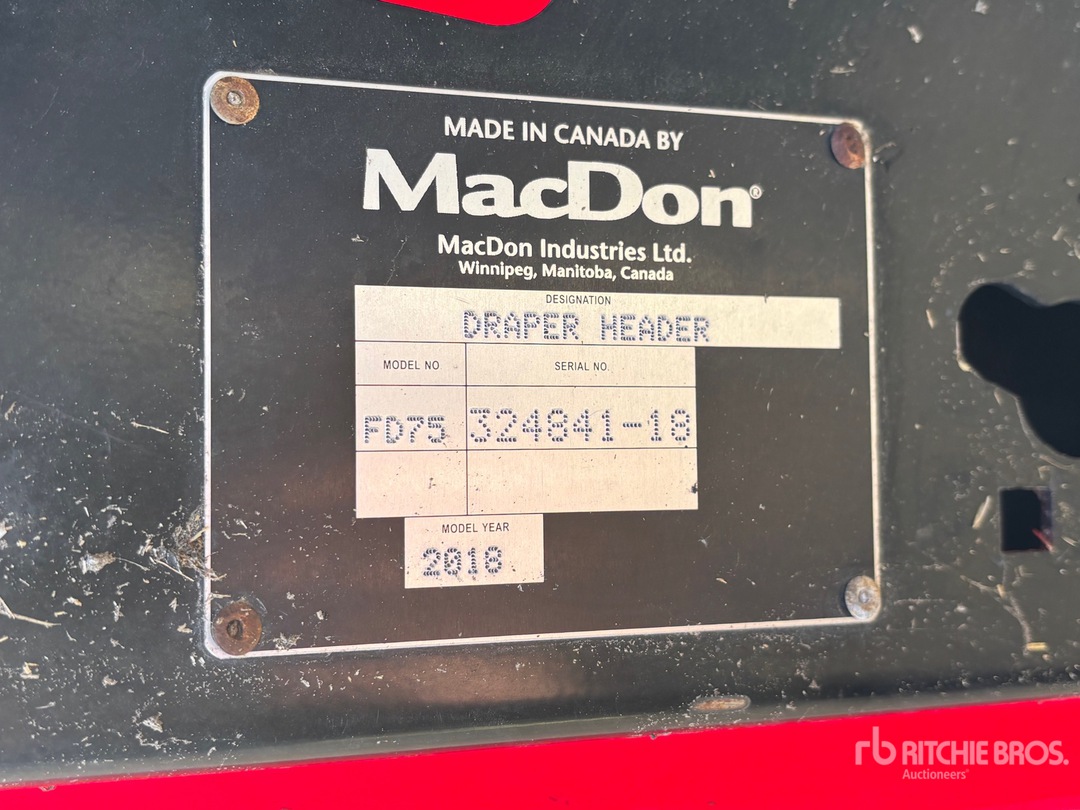 MADE IN CANADA BY
MacDon®
MacDon Industries Ltd.
Winnipeg, Manitoba, Canada
DESIGNATION
DRAPER HEADER
MODEL NO.
SERIAL NO.
FD75
324841-18
MODEL YEAR
2018
rb RITCHIE BROS.
Auctioneers